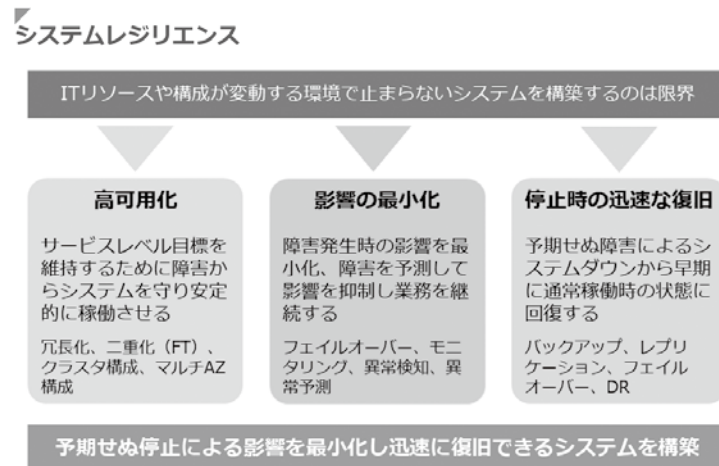 システムレジリエンス
ITリソースや構成が変動する環境で止まらないシステムを構築するのは限界
高可用化
サービスレベル目標を
維持するために障害か
らシステムを守り安定
的に稼働させる
冗長化、二重化（FT）、
クラスタ構成、マルチAZ
構成
影響の最小化
障害発生時の影響を最
小化、障害を予測して
影響を抑制し業務を継
続する
フェイルオーバー、モニ
タリング、異常検知、異
常予測
停止時の迅速な復旧
予期せぬ障害によるシ
ステムダウンから早期
に通常稼働時の状態に
回復する
バックアップ、レプリ
ケーション、フェイル
オーバー、DR
予期せぬ停止による影響を最小化し迅速に復旧できるシステムを構築